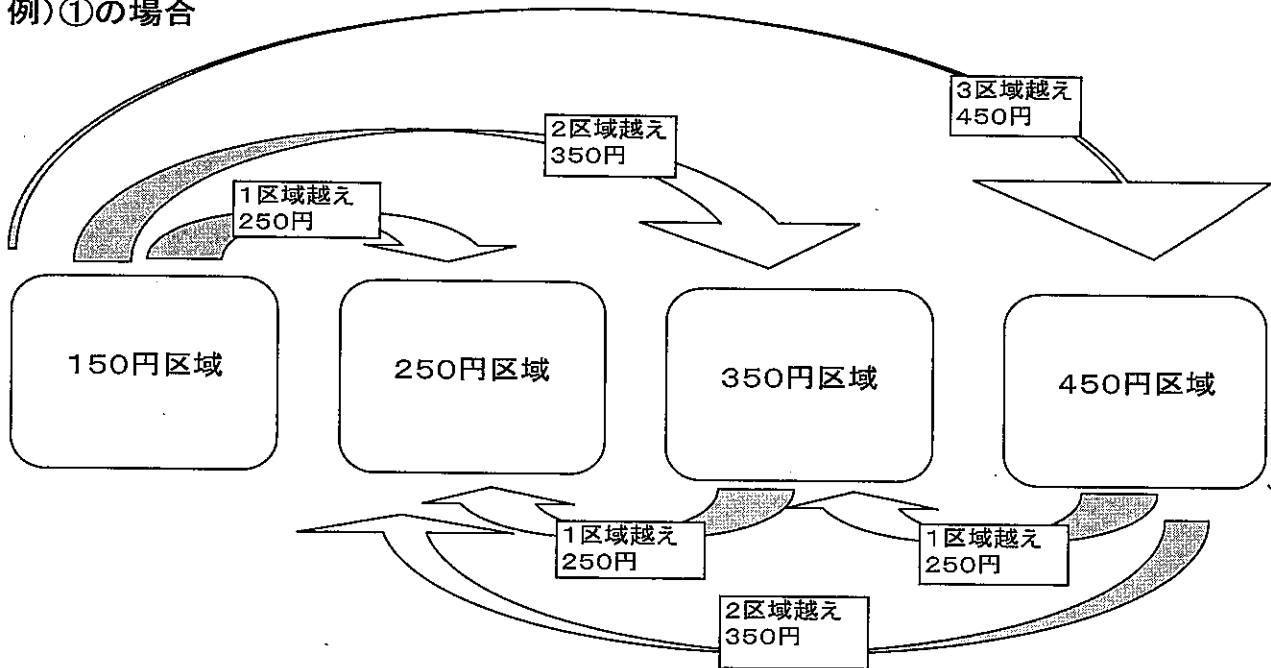 例)①の場合
3区域越え
450円
2区域越え
350円
1区域越え
250円
150円区域
250円区域
350円区域
450円区域
1区域越え
250円
1区域越え
250円
2区域越え
350円